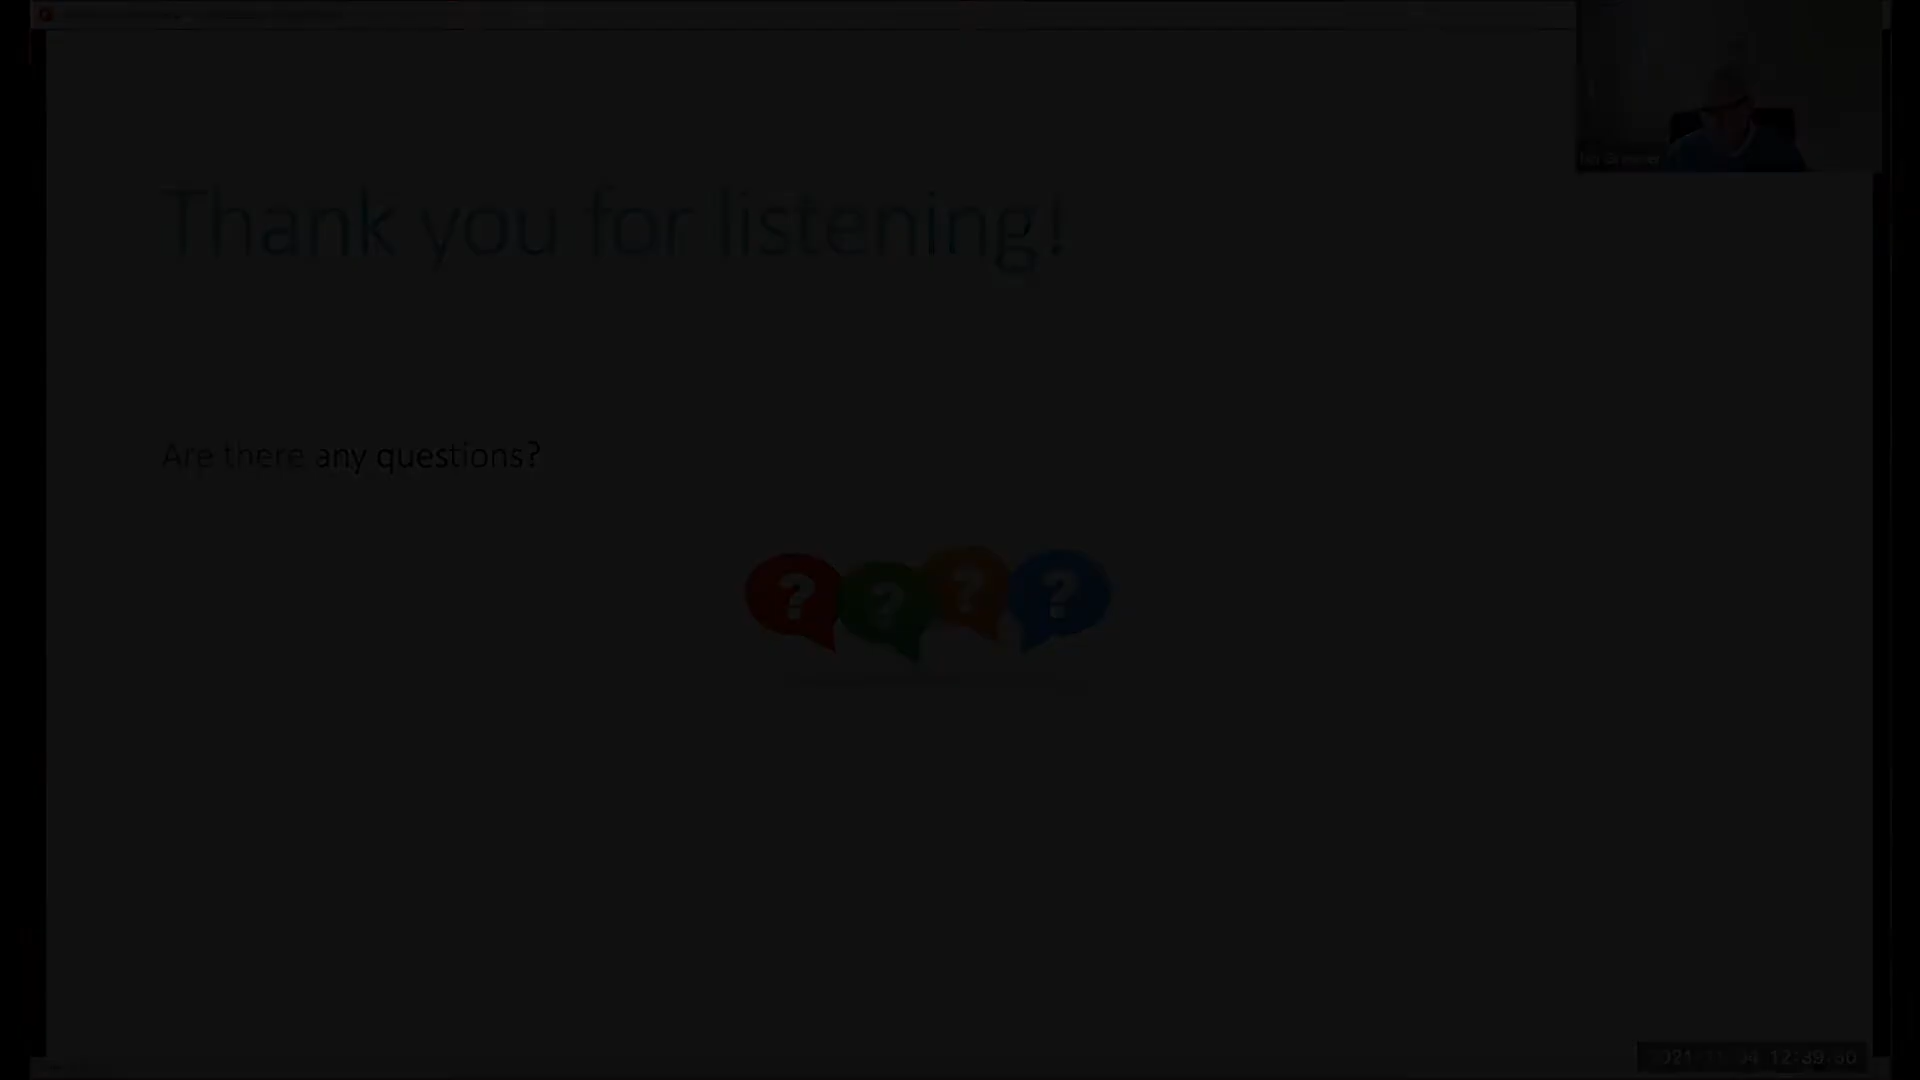 Thank you for listening!
Are there any questions?
? ? ? ?